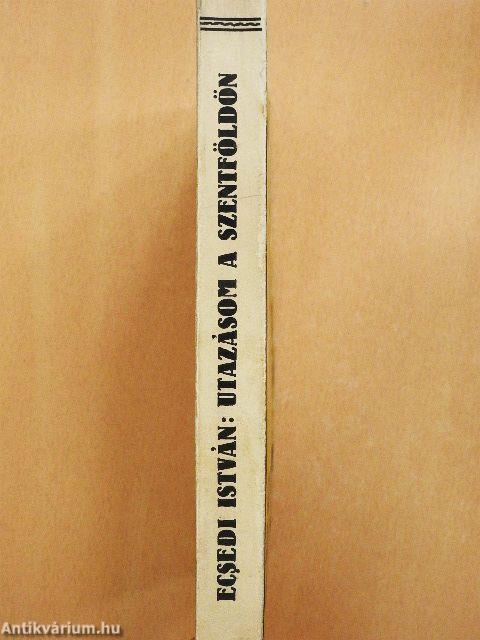 ECSEDI ISTVÁN: UTAZÁSOM A SZENTFÖLDÖN
Antikvárium.hu